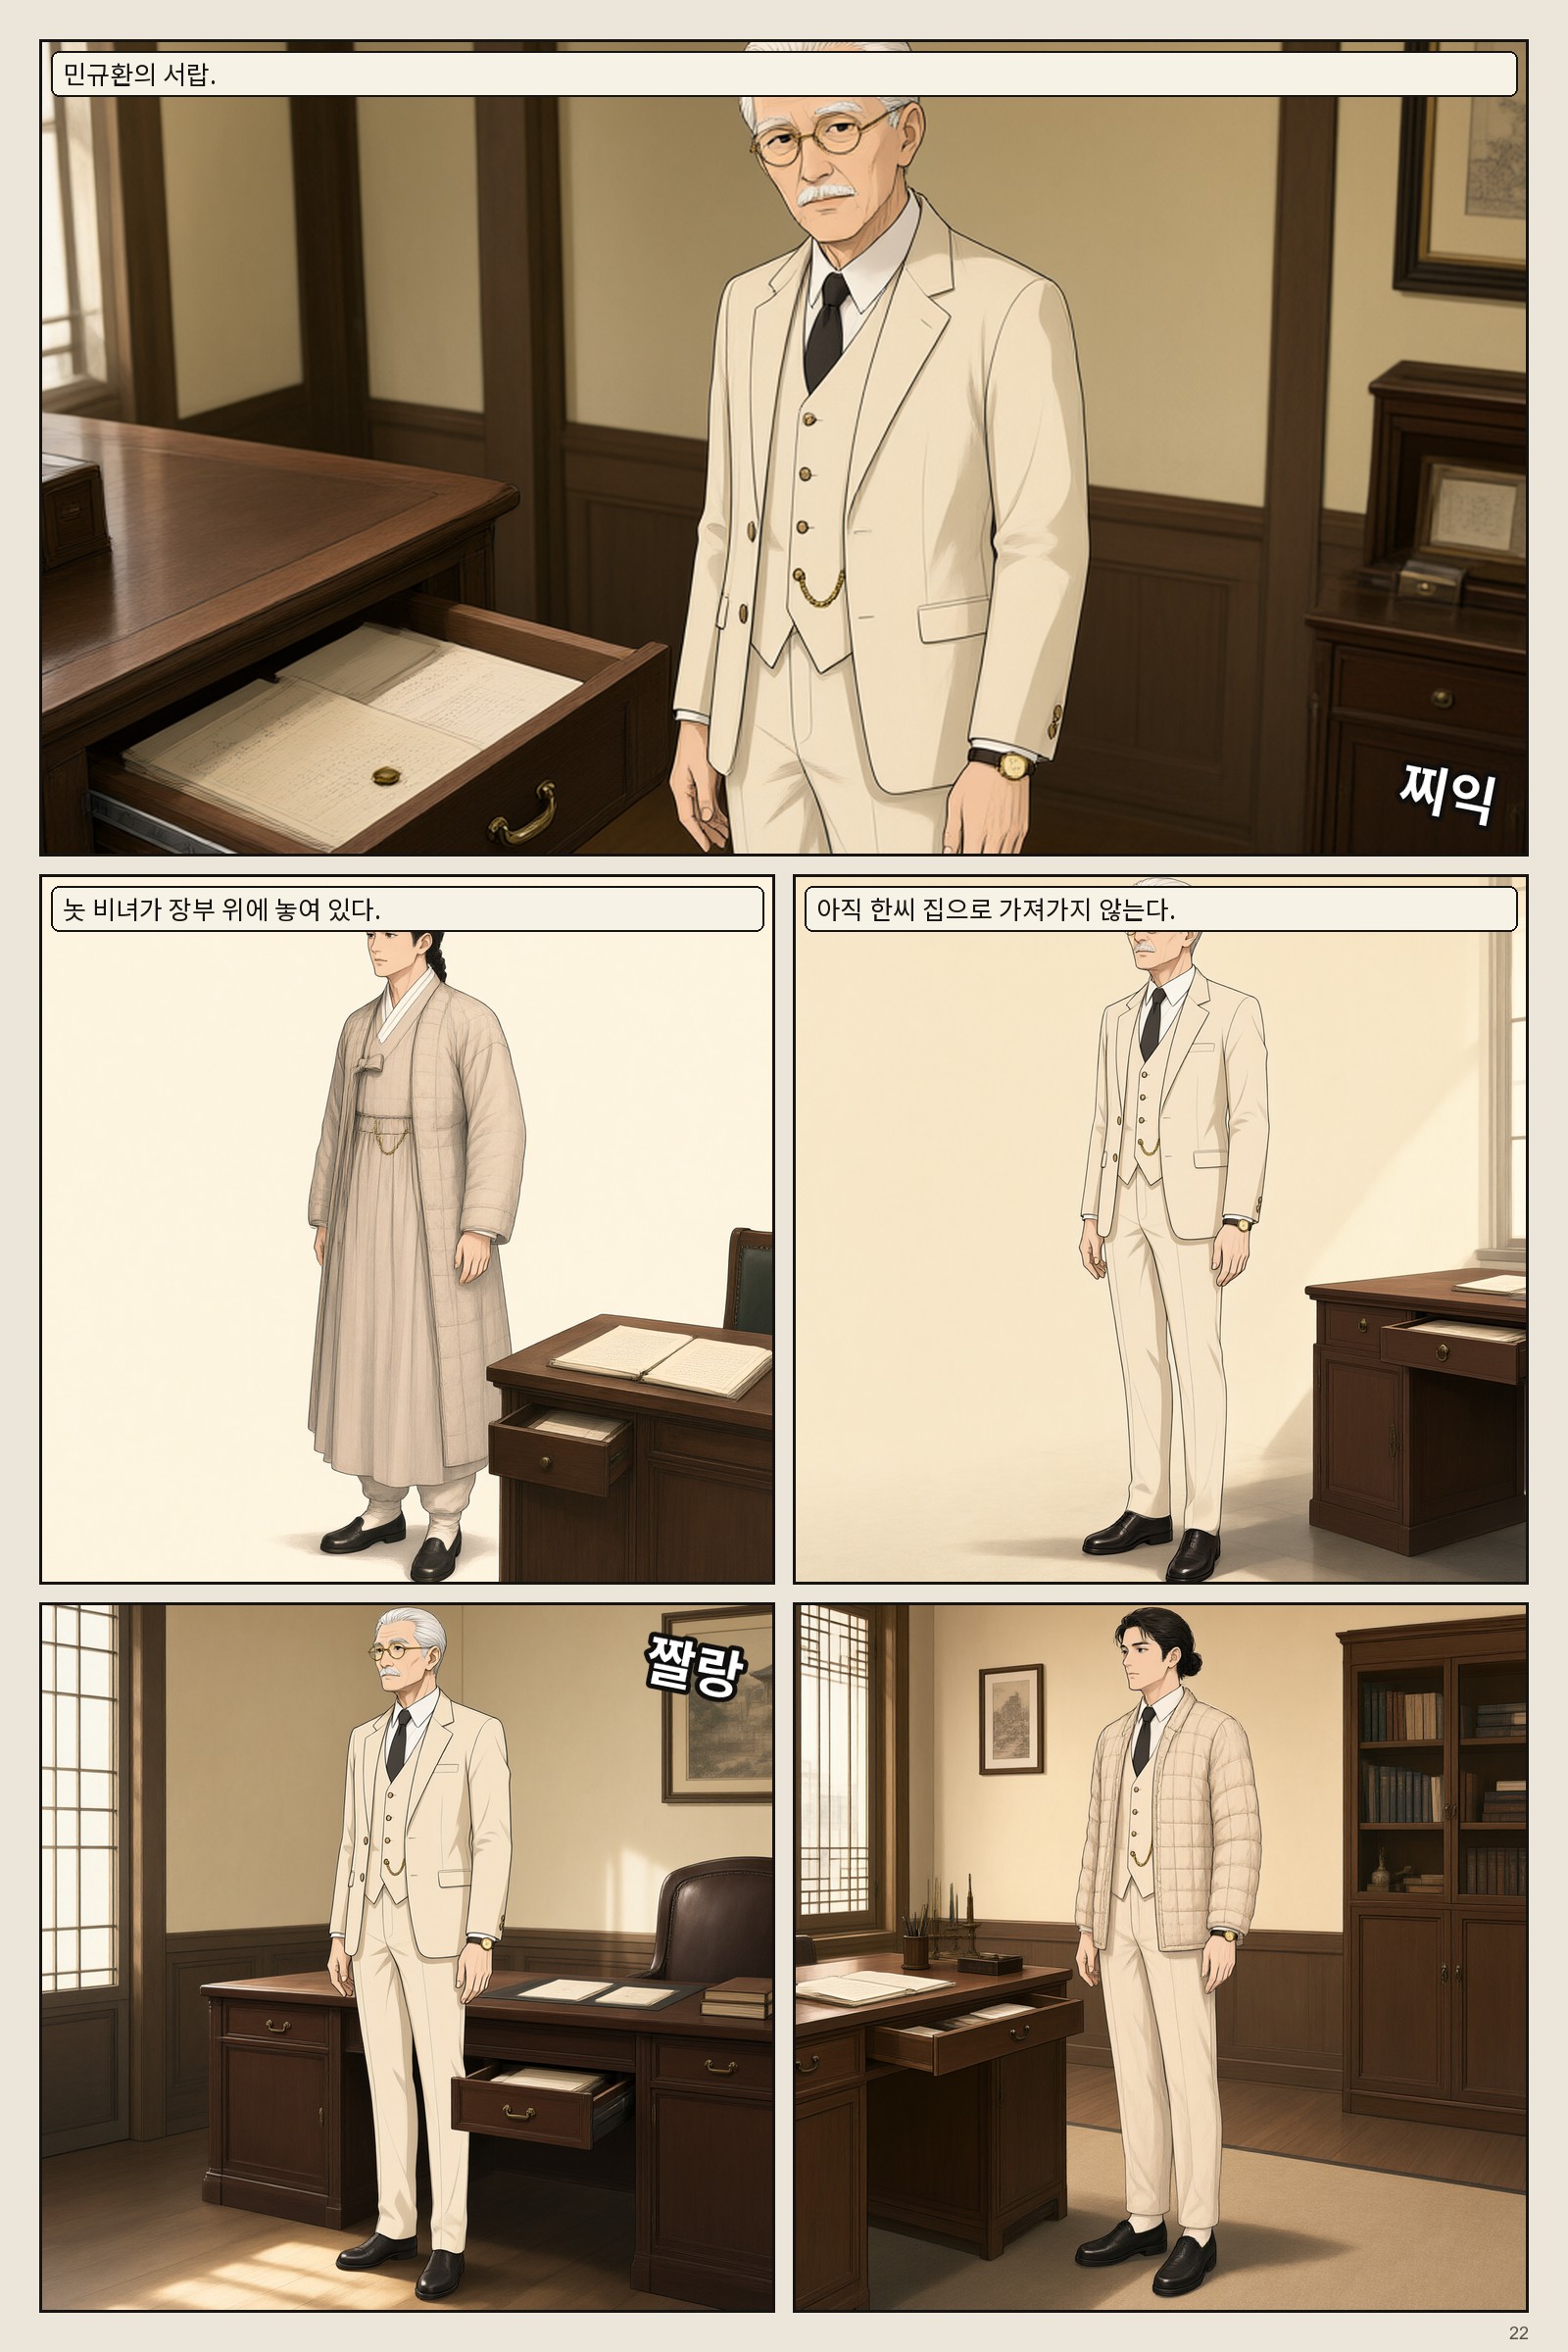 민규환의 서랍.
찌익
놋 비녀가 장부 위에 놓여 있다.
아직 한씨 집으로 가져가지 않는다.
짤랑
22